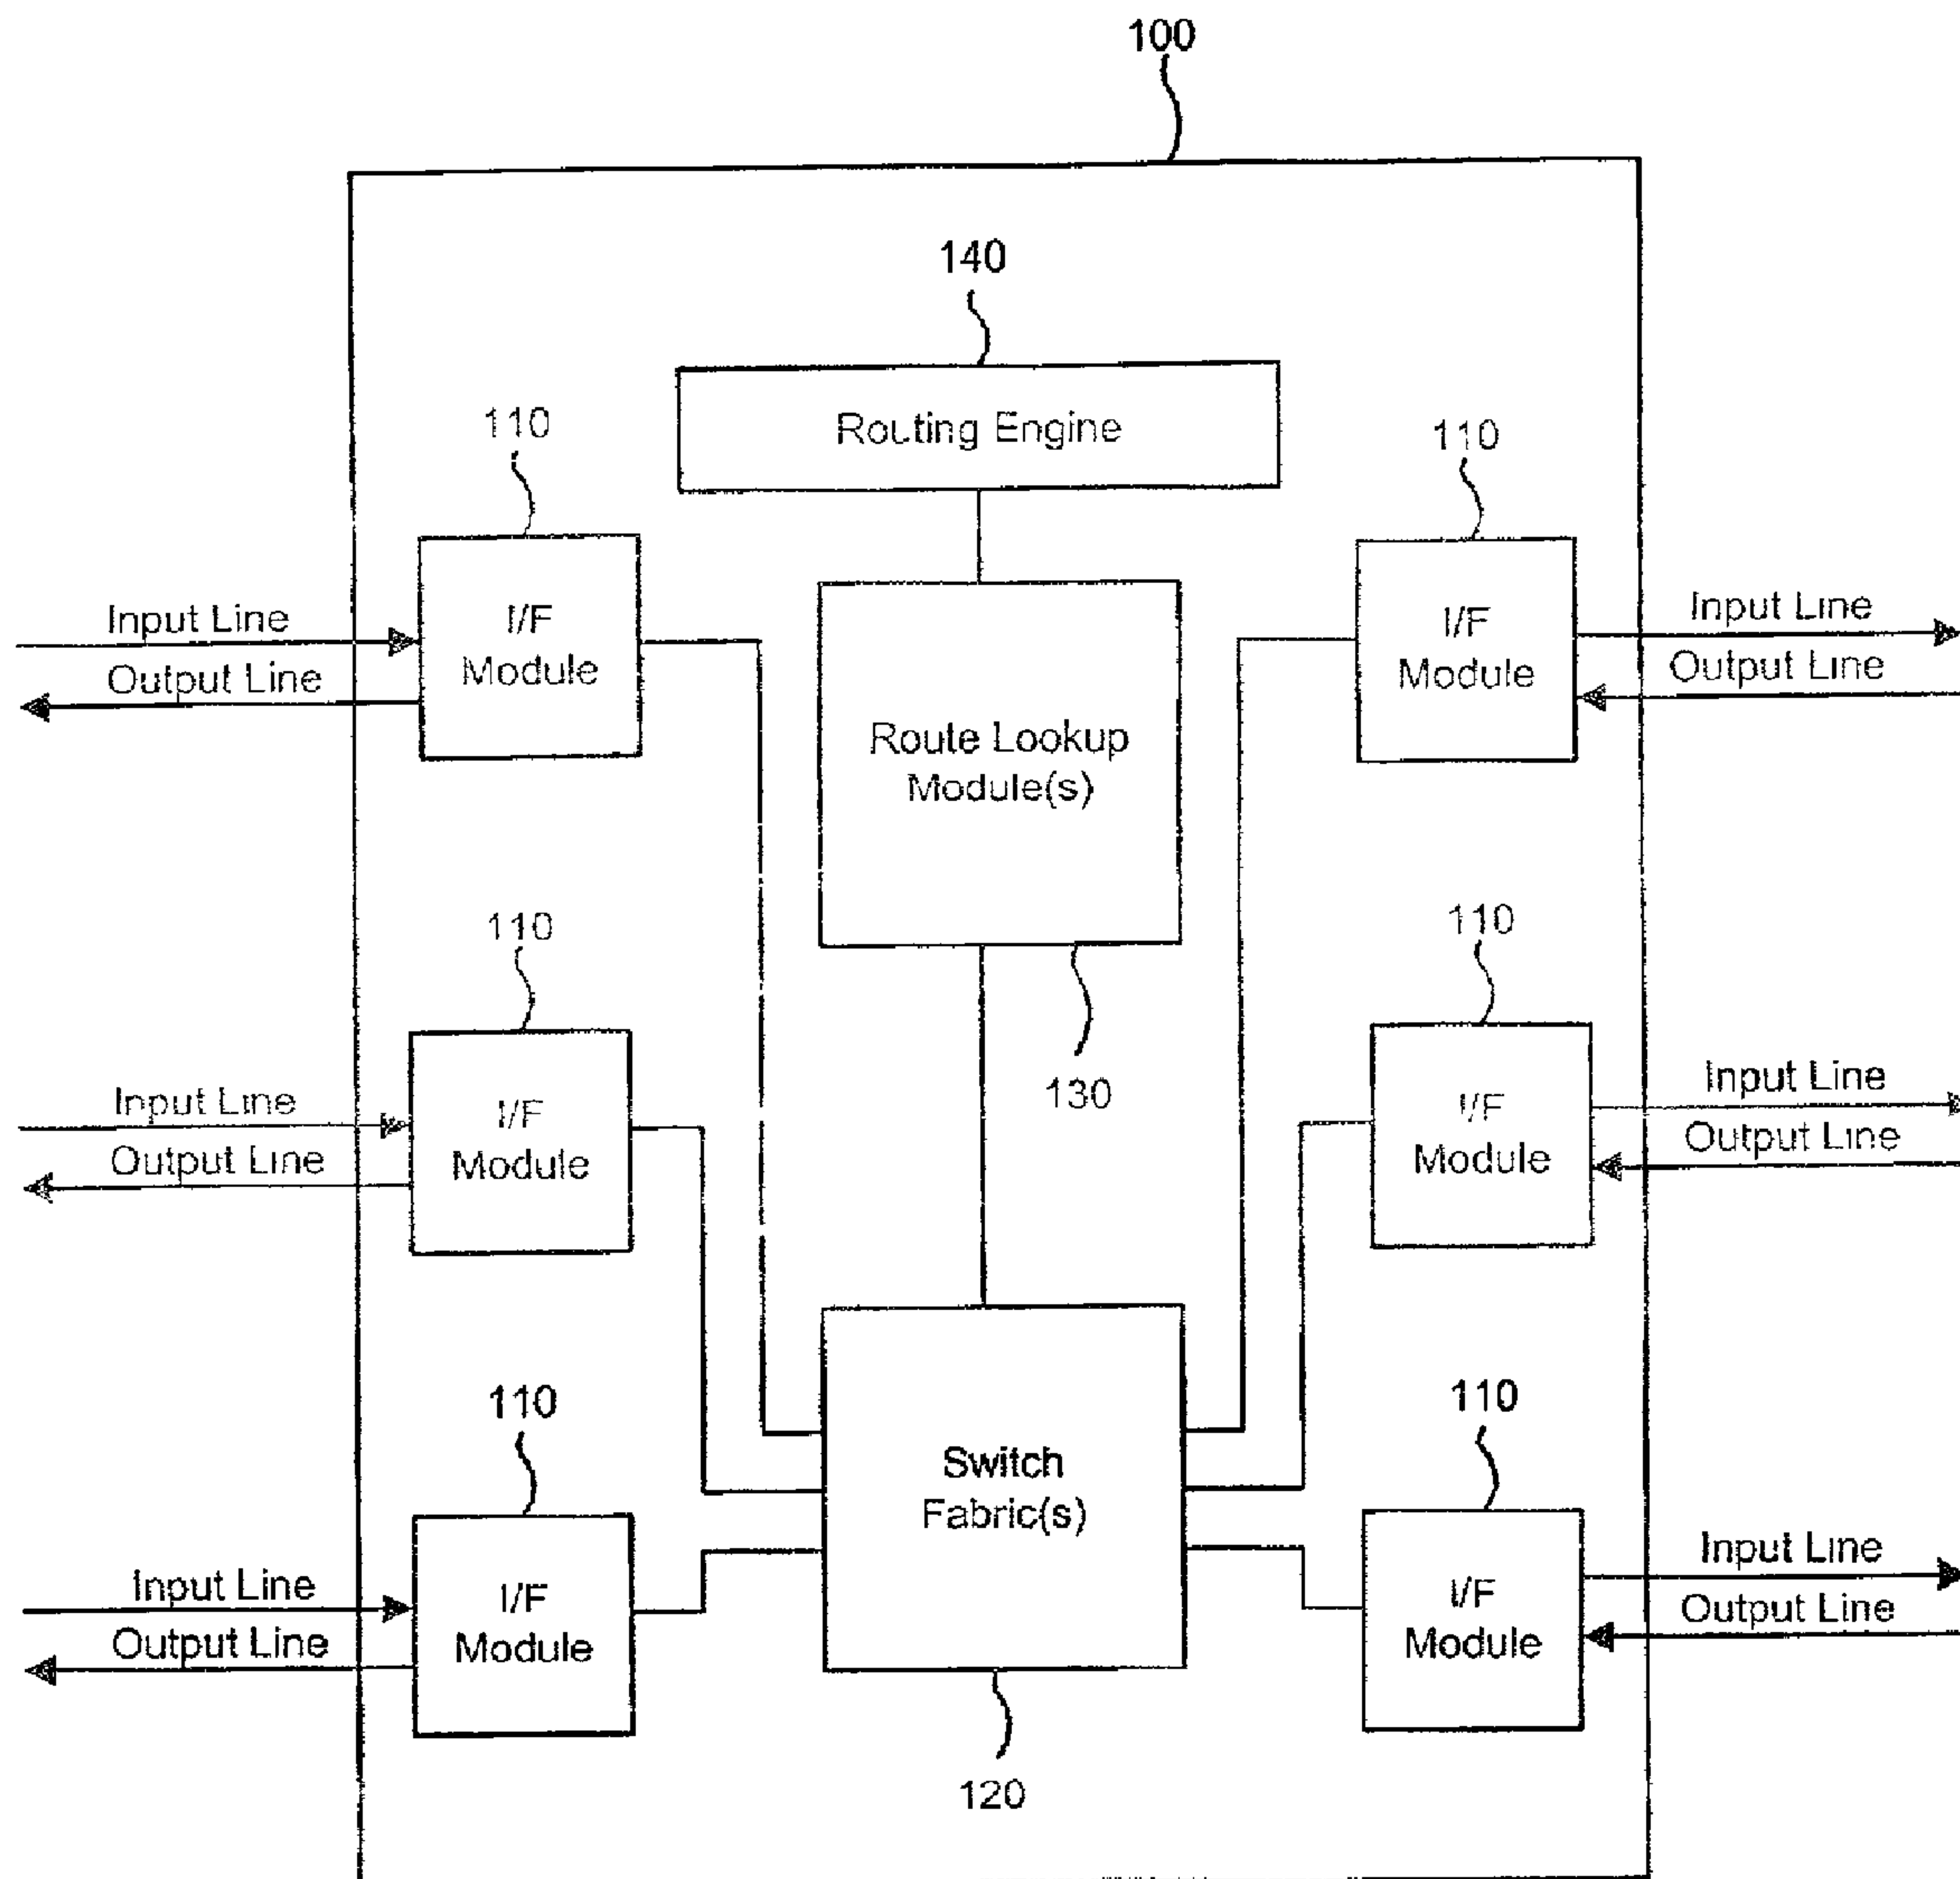 100
140
Routing Engine
110
110
I/F
Module
Input Line
Output Line
Route Lookup
Module(s)
I/F
Module
Input Line
Output Line
110
110
130
I/F
Module
Input Line
Output Line
I/F
Module
Input Line
Output Line
110
110
Switch
Fabric(s)
I/F
Module
Input Line
Output Line
I/F
Module
Input Line
Output Line
120